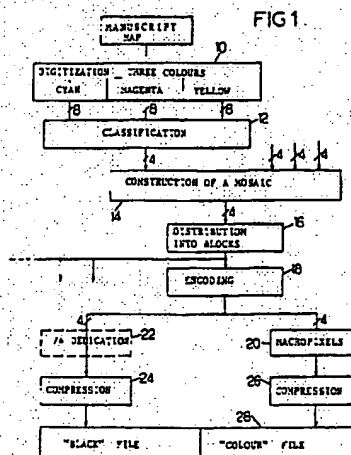 FIG 1.
MANUSCRIPT
MAP
10
DIGITIZATION THREE COLOURS
CYAN MAGENTA YELLOW
8 8 8
CLASSIFICATION
12
4 4 4 4
CONSTRUCTION OF A MOSAIC
14
4
DISTRIBUTION
INTO BLOCKS
16
ENCODING
18
4 4
DEDICATION
22
MACROPIXELS
20
COMPRESSION
24
COMPRESSION
26
28
"BLACK" FILE "COLOUR" FILE